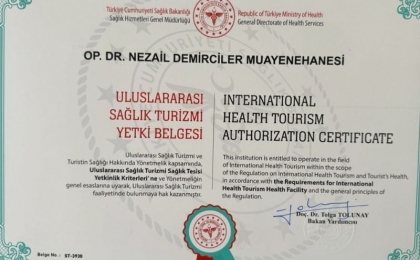 Türkiye Cumhuriyeti Sağlık Bakanlığı
Sağlık Hizmetleri Genel Müdürlüğü
Republic of Türkiye Ministry of Health
General Directorate of Health Services
OP. DR. NEZAİL DEMİRCİLER MUAYENEHANESİ
ULUSLARARASI
SAĞLIK TURİZMİ
YETKİ BELGESİ
Uluslararası Sağlık Turizmi ve
Turistin Sağlığı Hakkında Yönetmelik kapsamında,
Uluslararası Sağlık Turizmi Sağlık Tesisi
Yetkinlik Kriterleri'ne ve Yönetmeliğin
genel esaslarına uyarak, Uluslararası Sağlık Turizmi
faaliyetinde bulunmaya hak kazanmıştır.
INTERNATIONAL
HEALTH TOURISM
AUTHORIZATION CERTIFICATE
This institution is entitled to operate in the field
of International Health Tourism within the scope
of the Regulation on International Health Tourism and Tourist's Health,
in accordance with the Requirements for International
Health Tourism Health Facility and the general principles of
the Regulation.
Doç. Dr. Tolga TOLUNAY
Bakan Yardımcısı
Belge No :